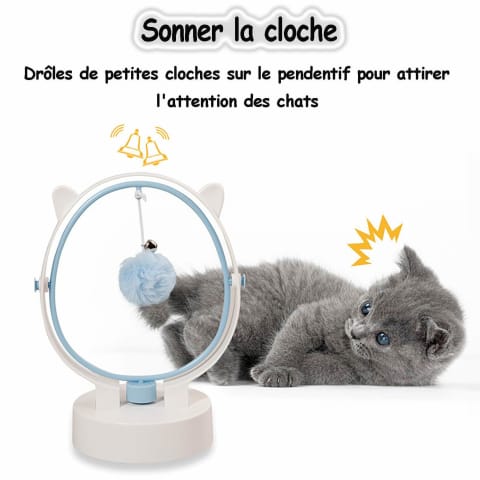 Sonner la cloche
Drôles de petites cloches sur le pendentif pour attirer
l'attention des chats